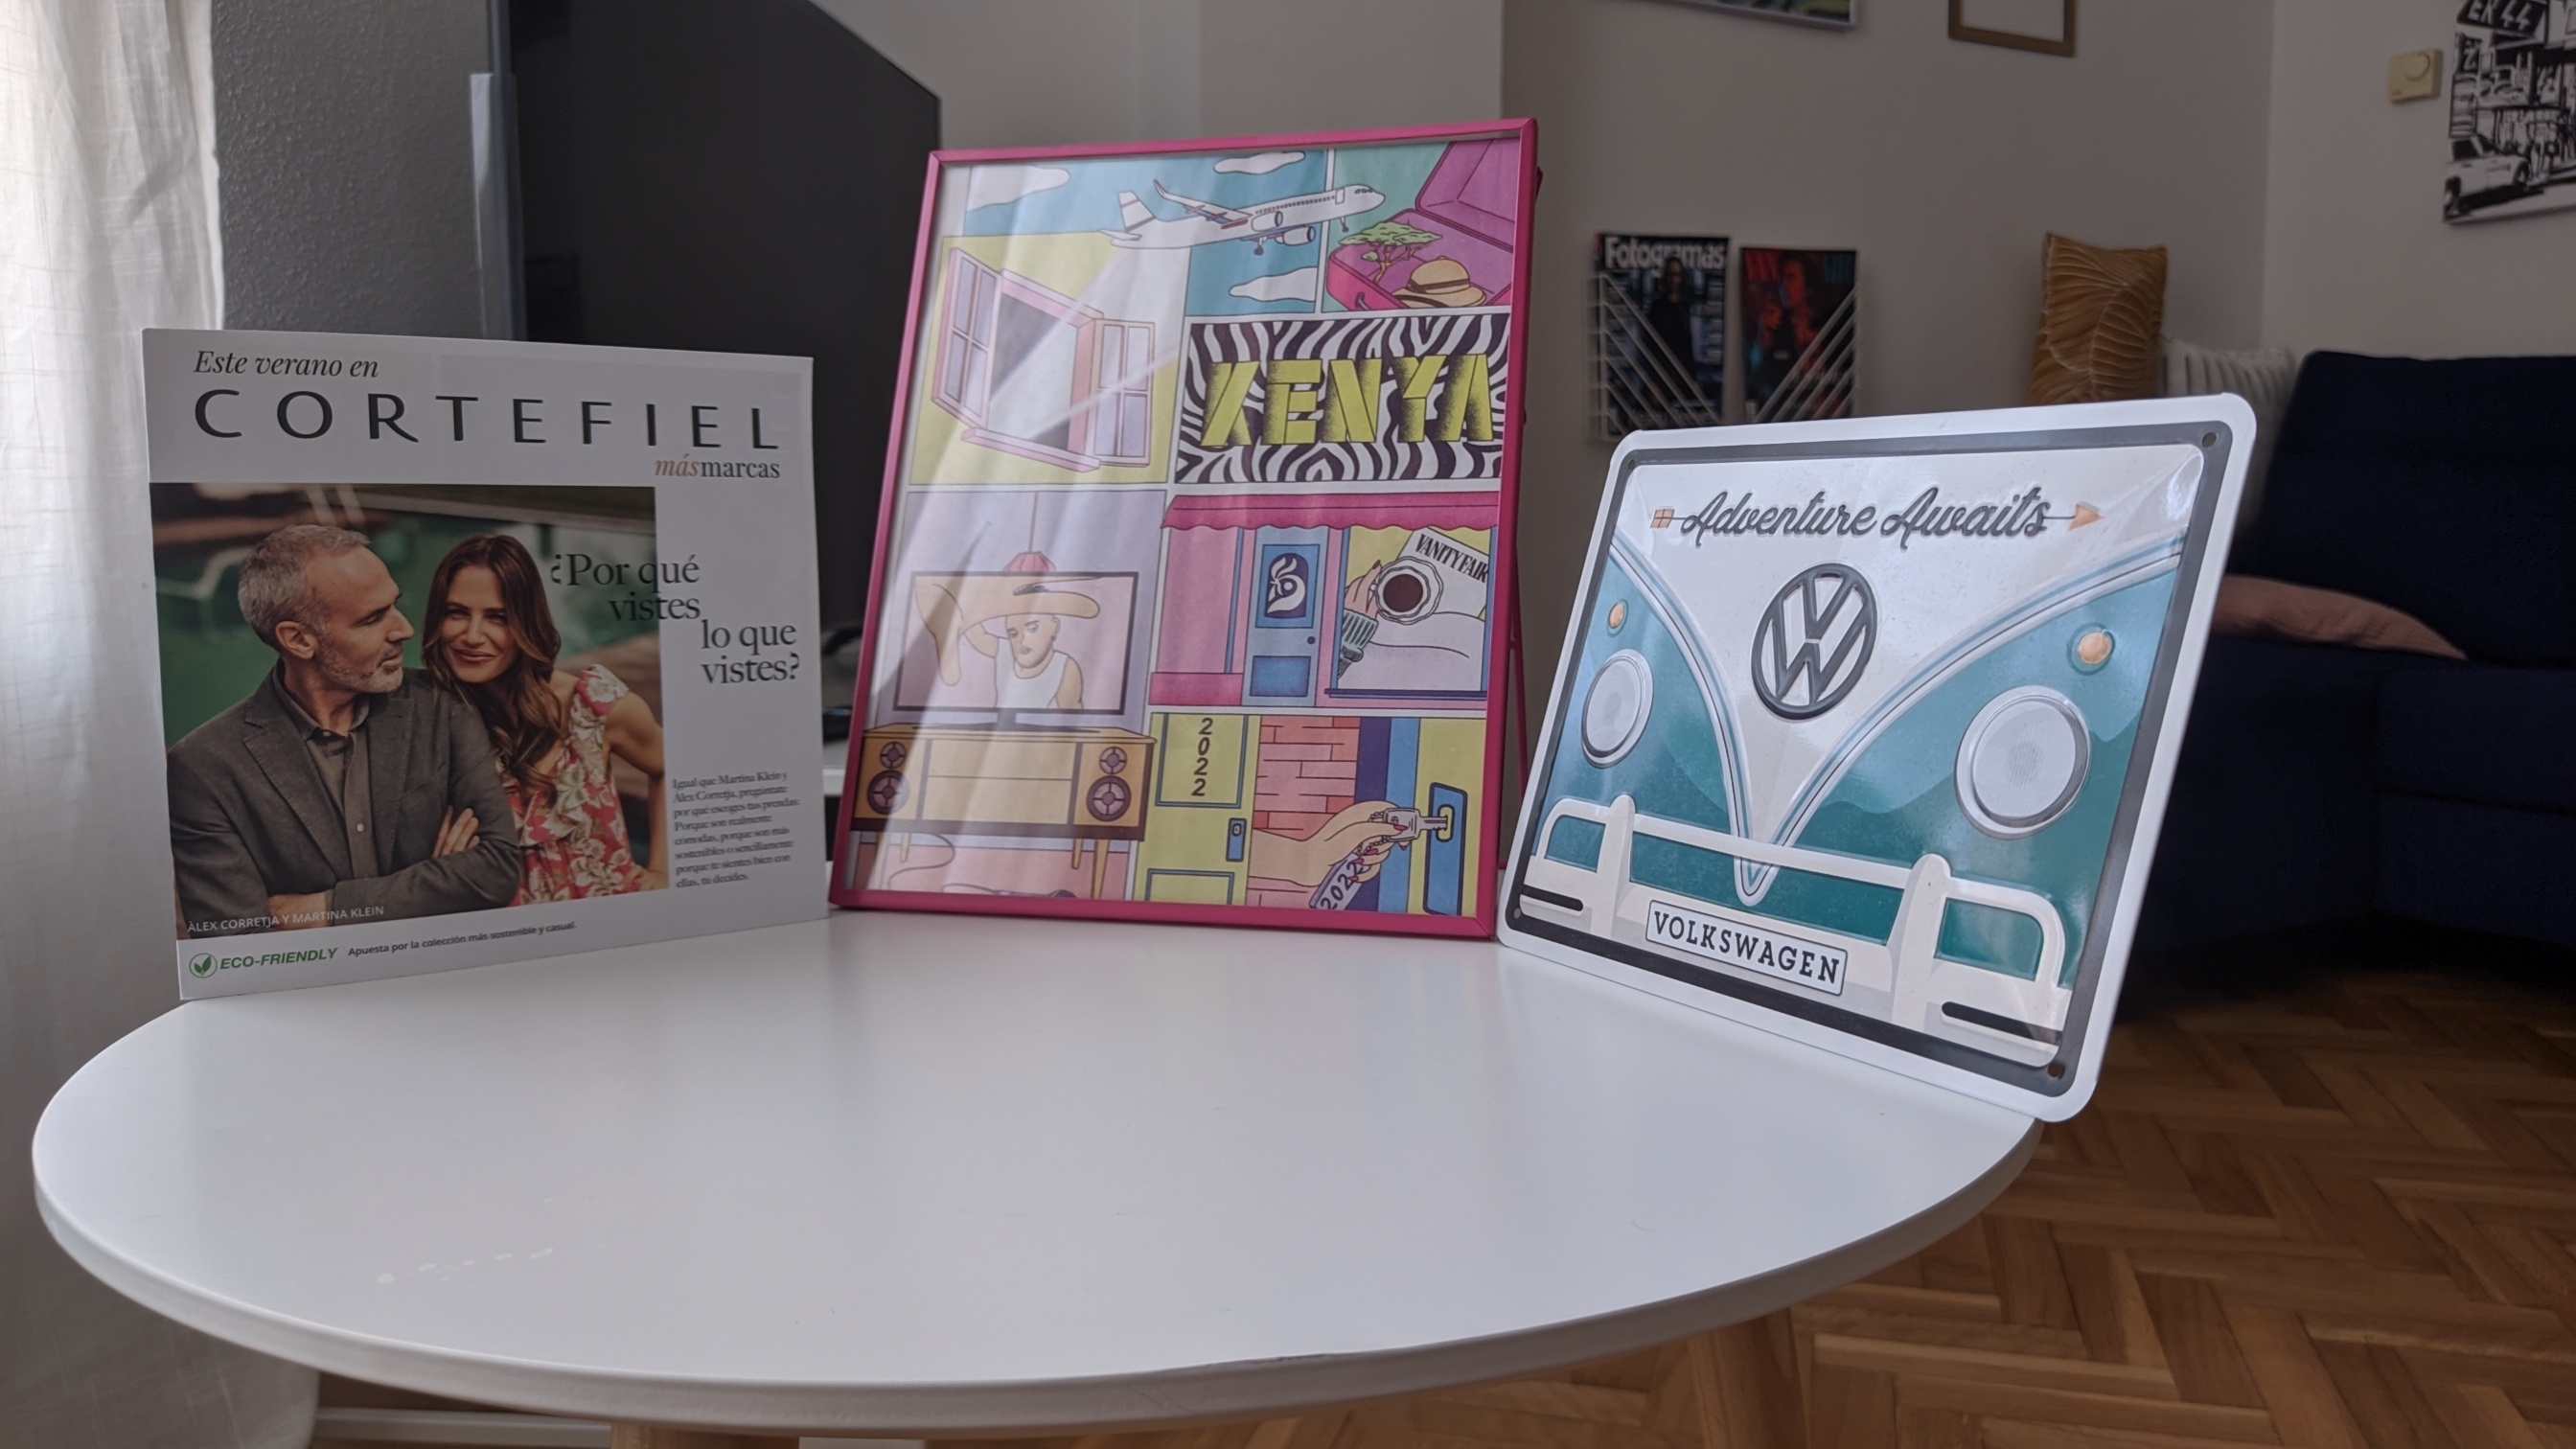 Este verano en
CORTEFIEL
másmarcas
¿Por qué
vistes
lo que
vistes?
Igual que Martina Klein y
Àlex Corretja, pregúntate
por qué escoges tus prendas:
Porque son realmente
cómodas, porque son más
sostenibles o sencillamente
porque te sientes bien con
ellas, tú decides.
ÀLEX CORRETJA Y MARTINA KLEIN
ECO-FRIENDLY Apuesta por la colección más sostenible y casual.
KENYA
VANITY FAIR
2022
2022
Fotogramas
Adventure Awaits
VOLKSWAGEN